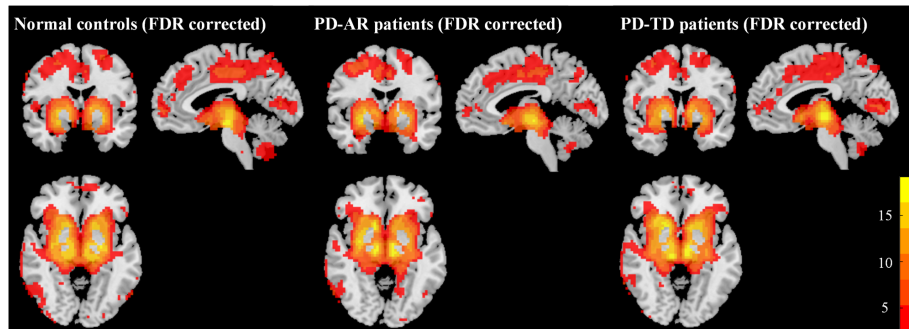 Normal controls (FDR corrected)
PD-AR patients (FDR corrected)
PD-TD patients (FDR corrected)
15
10
5